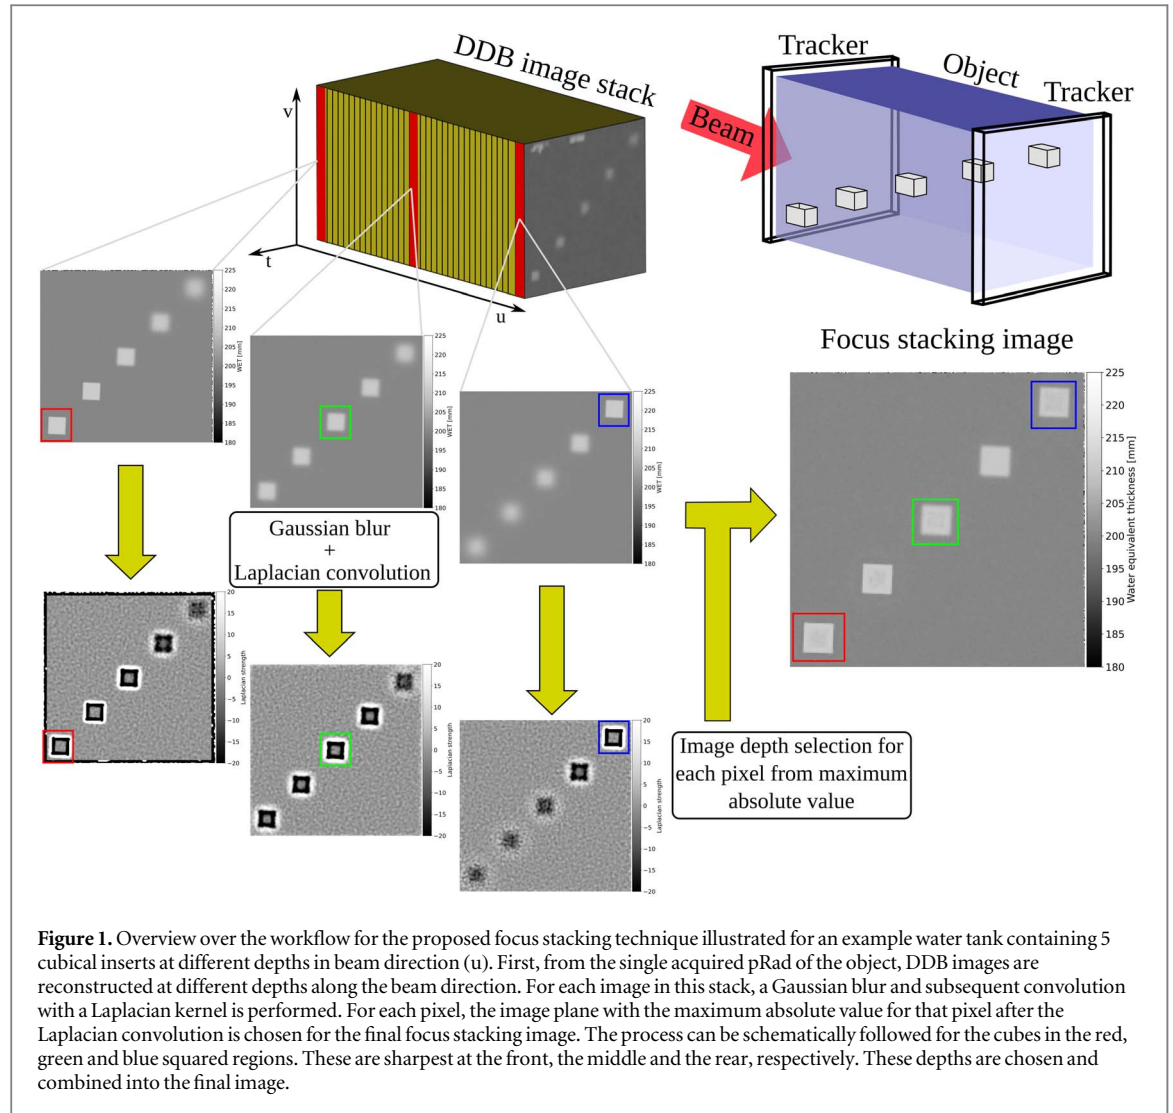 DDB image stack
v
t
u
Tracker
Object
Tracker
Beam
225
220
215
210
205
200
195
190
185
180
WET [mm]
225
220
215
210
205
200
195
190
185
180
WET [mm]
225
220
215
210
205
200
195
190
185
180
WET [mm]
Focus stacking image
225
220
215
210
205
200
195
190
185
180
Water equivalent thickness [mm]
Gaussian blur
+
Laplacian convolution
20
15
10
5
0
−5
−10
−15
−20
Laplacian strength
20
15
10
5
0
−5
−10
−15
−20
Laplacian strength
20
15
10
5
0
−5
−10
−15
−20
Laplacian strength
Image depth selection for
each pixel from maximum
absolute value
Figure 1. Overview over the workflow for the proposed focus stacking technique illustrated for an example water tank containing 5
cubical inserts at different depths in beam direction (u). First, from the single acquired pRad of the object, DDB images are
reconstructed at different depths along the beam direction. For each image in this stack, a Gaussian blur and subsequent convolution
with a Laplacian kernel is performed. For each pixel, the image plane with the maximum absolute value for that pixel after the
Laplacian convolution is chosen for the final focus stacking image. The process can be schematically followed for the cubes in the red,
green and blue squared regions. These are sharpest at the front, the middle and the rear, respectively. These depths are chosen and
combined into the final image.